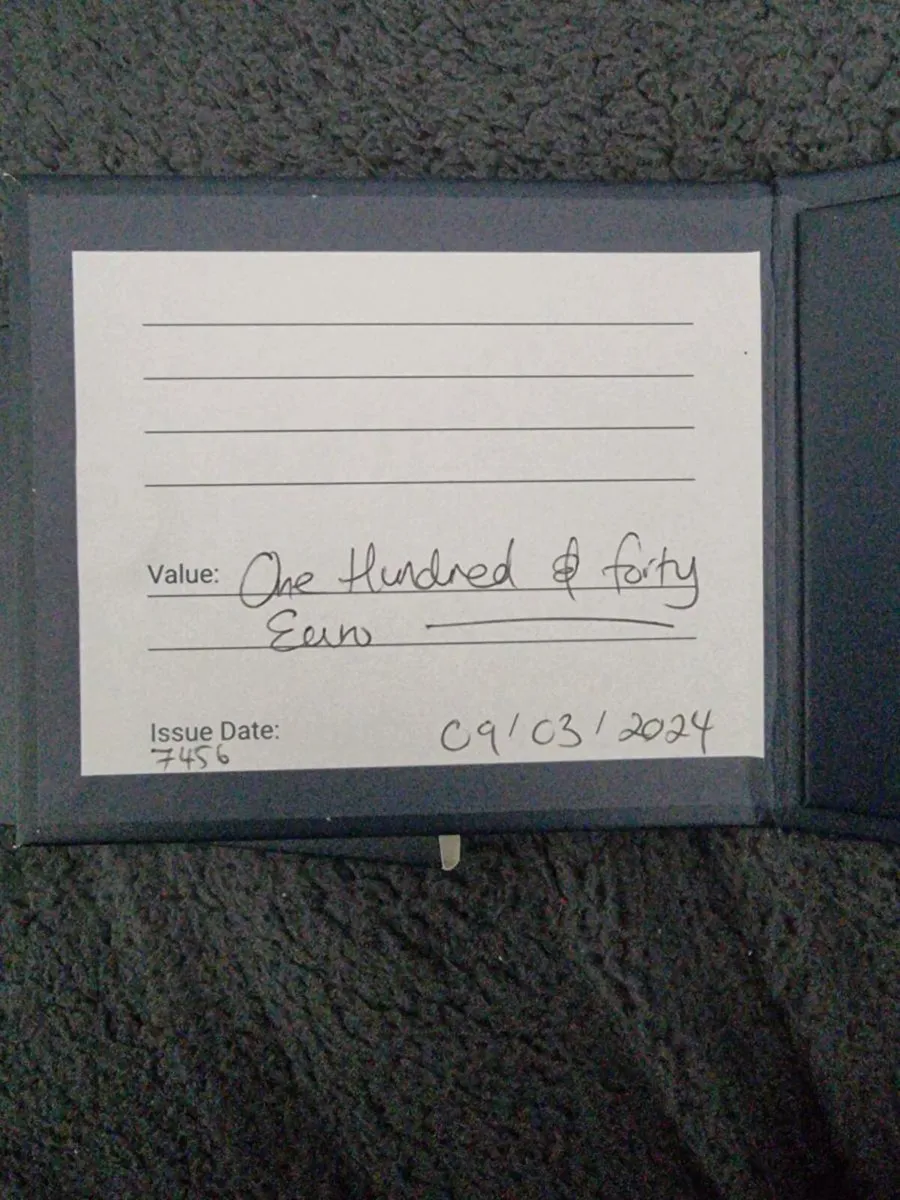 Value: One Hundred & forty
Euro
Issue Date: 09/03/2024
7456